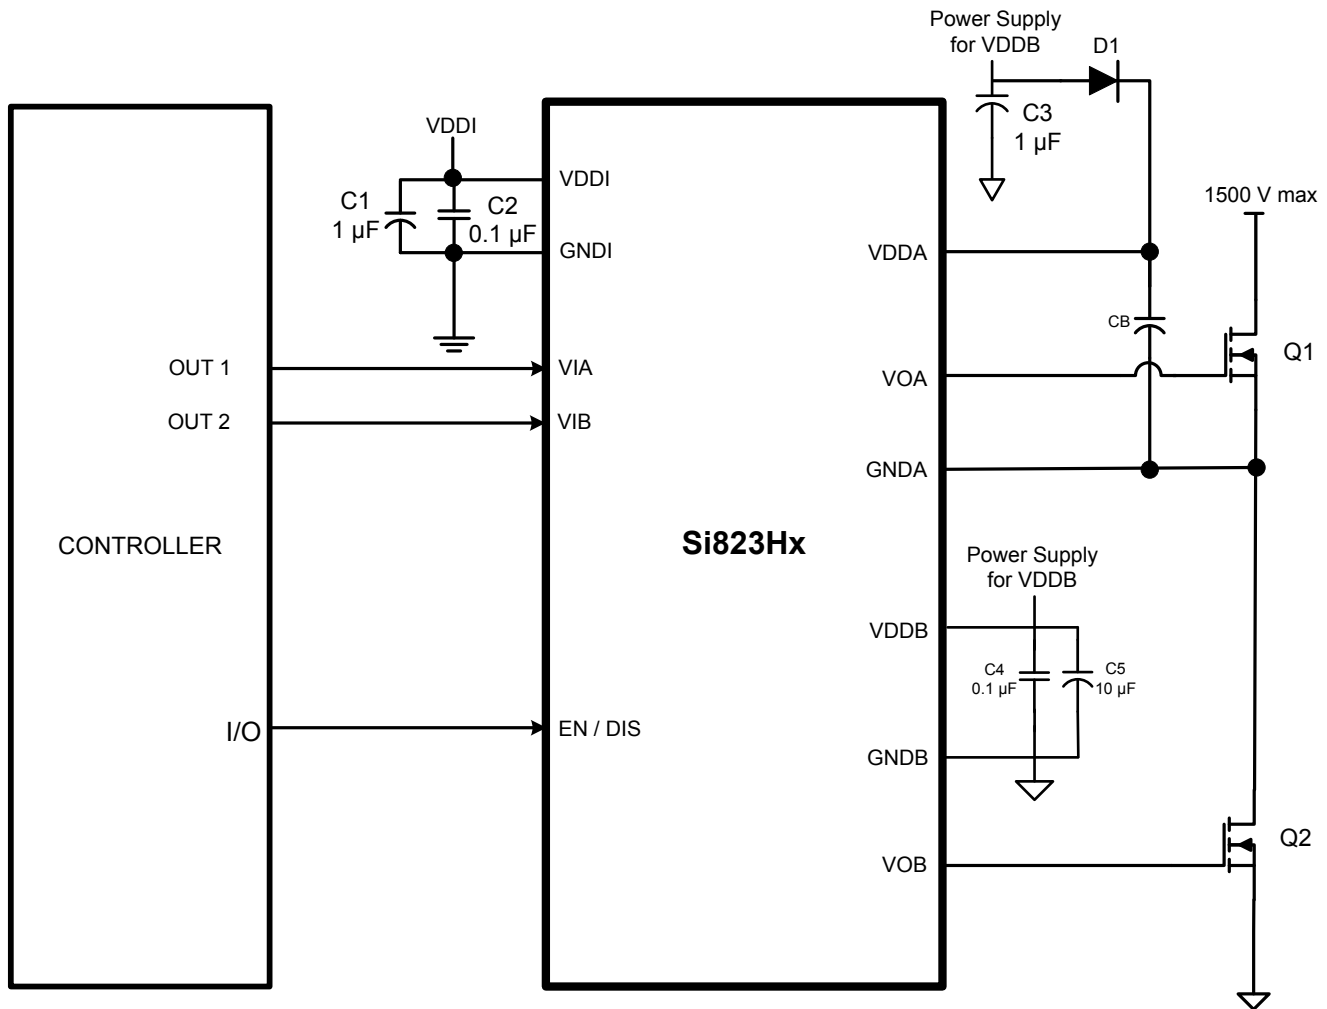 Power Supply
for VDDB
D1
C3
1 µF
1500 V max
VDDI
VDDI
C1
1 µF
C2
0.1 µF
GNDI
VDDA
CB
Q1
OUT 1
VIA
VOA
OUT 2
VIB
GNDA
CONTROLLER
Si823Hx
Power Supply
for VDDB
VDDB
C4
0.1 µF
C5
10 µF
I/O
EN / DIS
GNDB
Q2
VOB